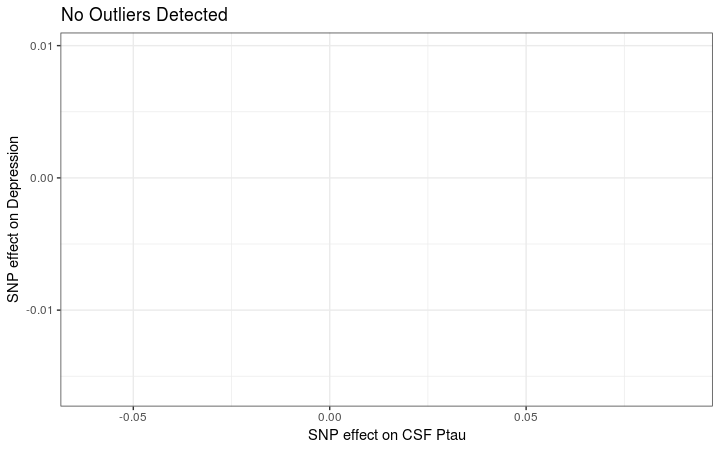 No Outliers Detected
0.01
0.00
-0.01
SNP effect on Depression
-0.05
0.00
0.05
SNP effect on CSF Ptau